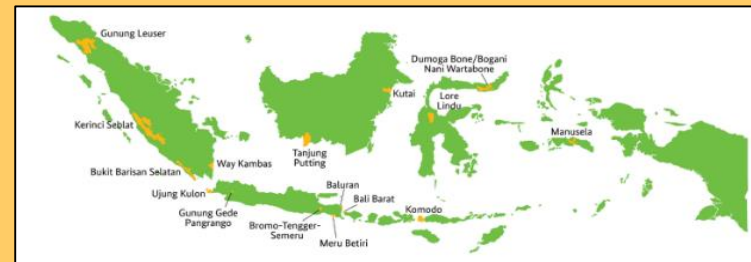 Gunung Leuser
Dumoga Bone/Bogani
Nani Wartabone
Kutai
Lore
Lindu
Kerinci Seblat
Manusela
Tanjung
Putting
Way Kambas
Bukit Barisan Selatan
Baluran
Ujung Kulon
Bali Barat
Komodo
Gunung Gede
Pangrango
Bromo-Tengger-
Semeru
Meru Betiri